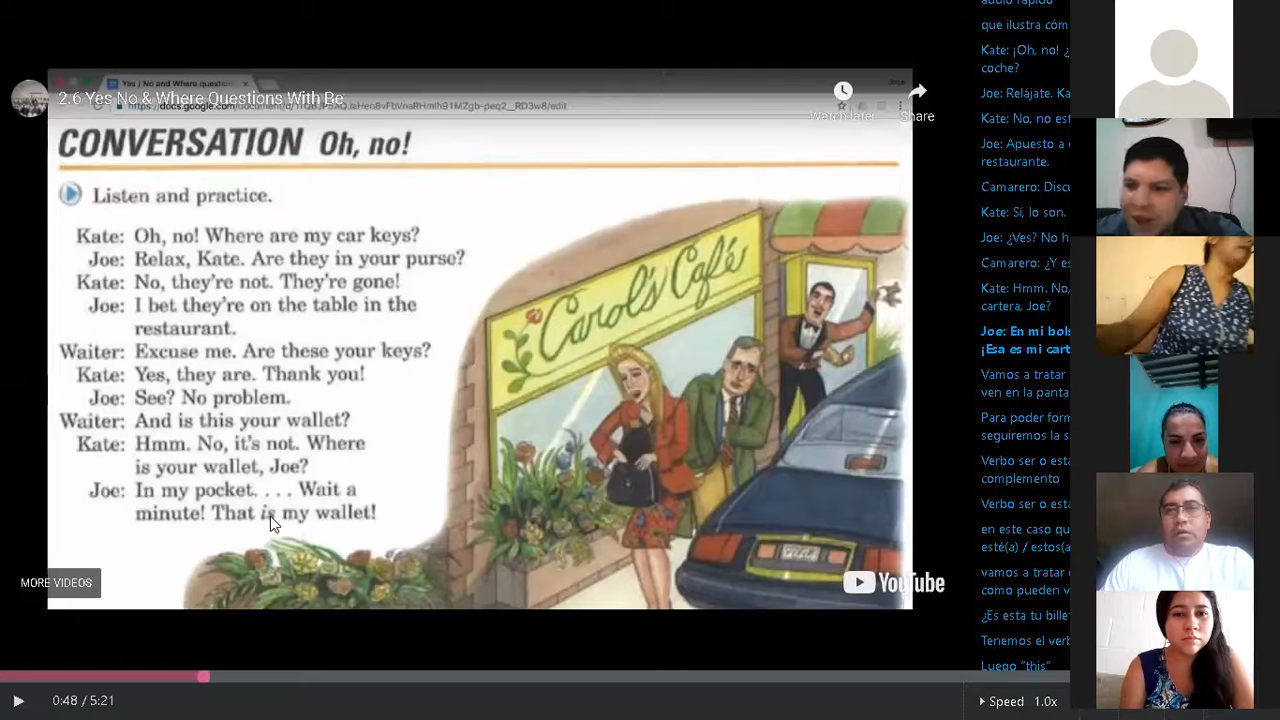 audio rápido
que ilustra cóm
Kate: ¡Oh, no! ¿
coche?
Joe: Relájate. Ka
Kate: No, no est
Joe: Apuesto a
restaurante.
Camarero: Discu
Kate: Sí, lo son.
Joe: ¿Ves? No h
Camarero: ¿Y es
Kate: Hmm. No,
cartera, Joe?
Joe: En mi bols
¡Esa es mi cart
Vamos a tratar
ven en la panta
Para poder form
seguiremos la s
Verbo ser o esta
complemento
Verbo ser o esta
en este caso qu
esté(a) / estos(a
vamos a tratar
como pueden v
¿Es esta tu bille
Tenemos el verb
Luego "this"
Yes / No and Where question
2.6 Yes No & Where Questions With Be
Watch later
Share
CONVERSATION Oh, no!
Listen and practice.
Kate: Oh, no! Where are my car keys?
Joe: Relax, Kate. Are they in your purse?
Kate: No, they're not. They're gone!
Joe: I bet they're on the table in the
restaurant.
Waiter: Excuse me. Are these your keys?
Kate: Yes, they are. Thank you!
Joe: See? No problem.
Waiter: And is this your wallet?
Kate: Hmm. No, it's not. Where
is your wallet, Joe?
Joe: In my pocket. . . . Wait a
minute! That is my wallet!
Carol's Café
MORE VIDEOS
YouTube
0:48 / 5:21
Speed 1.0x